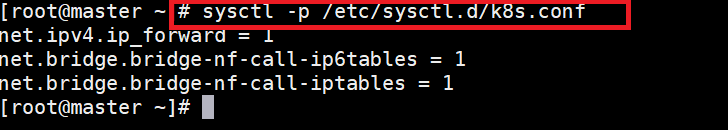 [root@master ~]# sysctl -p /etc/sysctl.d/k8s.conf
net.ipv4.ip_forward = 1
net.bridge.bridge-nf-call-ip6tables = 1
net.bridge.bridge-nf-call-iptables = 1
[root@master ~]#